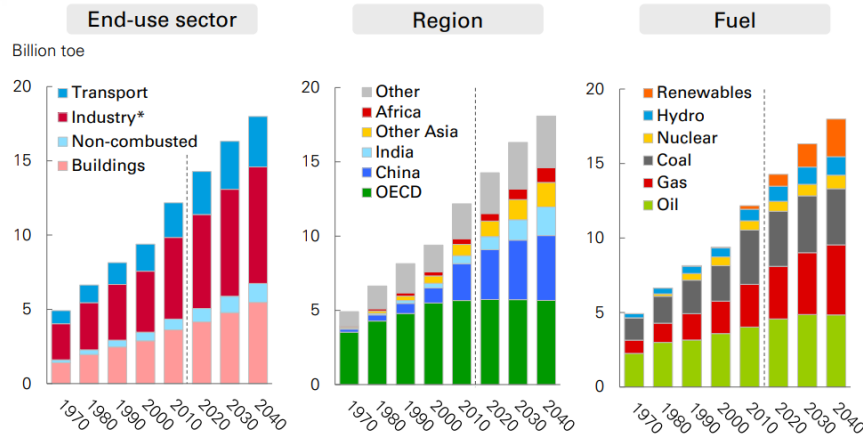 End-use sector
Billion toe
20
15
10
5
0
Transport
Industry*
Non-combusted
Buildings
1970
1980
1990
2000
2010
2020
2030
2040
Region
20
15
10
5
0
Other
Africa
Other Asia
India
China
OECD
1970
1980
1990
2000
2010
2020
2030
2040
Fuel
20
15
10
5
0
Renewables
Hydro
Nuclear
Coal
Gas
Oil
1970
1980
1990
2000
2010
2020
2030
2040